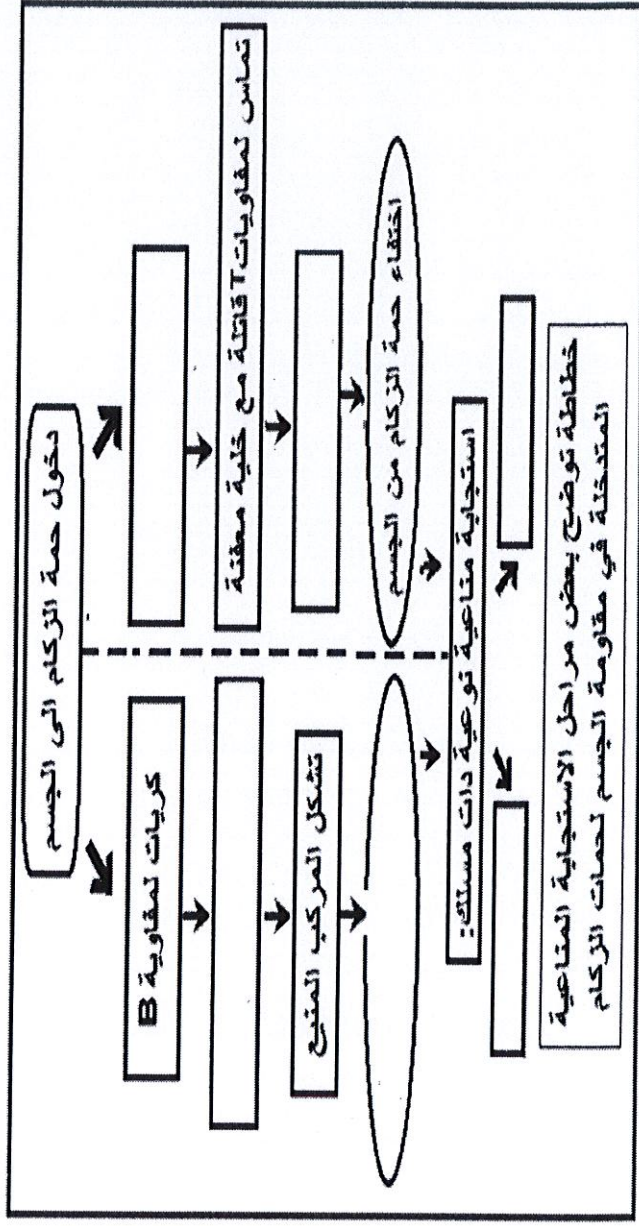 دخول حمة الزكام الى الجسم
كريات لمفاوية B
تماس لمفاويات T قاتلة مع خلية معفنة
تشكل المركب المنيع
اختفاء حمة الزكام من الجسم
استجابة مناعية نوعية ذات مسلك:
خطاطة توضح بعض مراحل الاستجابة المناعية
المتدخلة في مقاومة الجسم لحمات الزكام